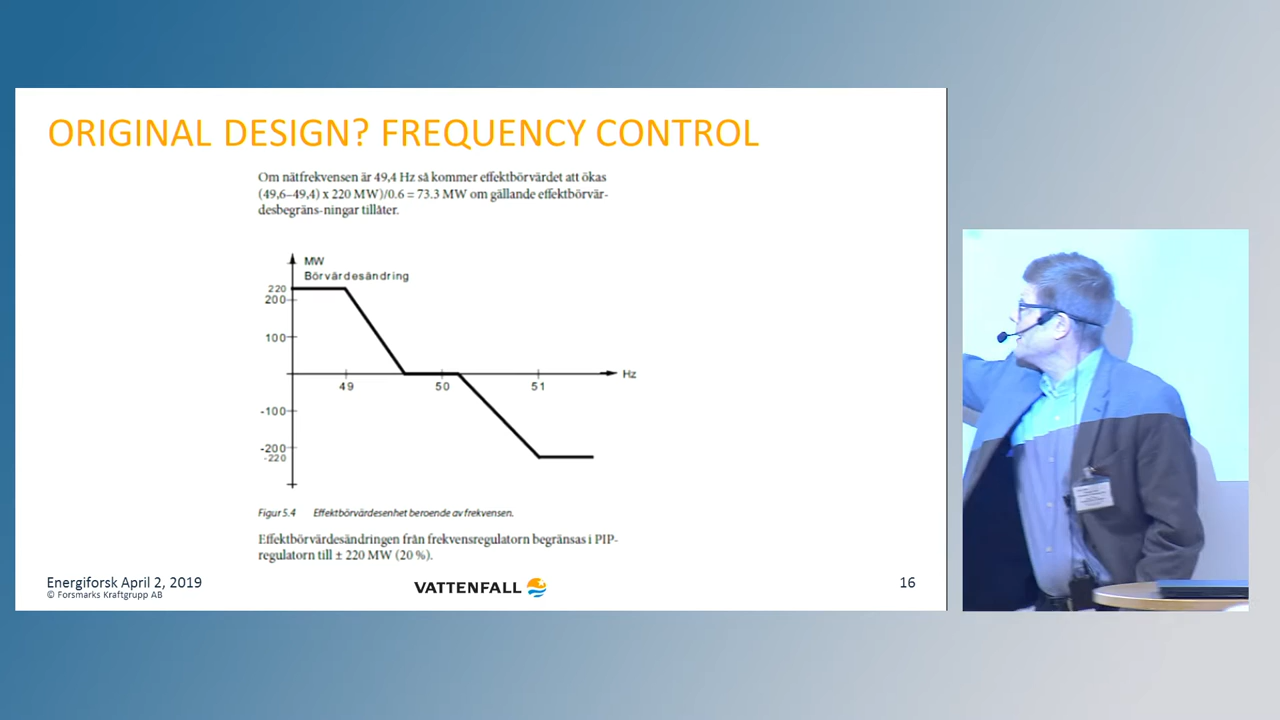 ORIGINAL DESIGN? FREQUENCY CONTROL
Om nätfrekvensen är 49,4 Hz så kommer effektbörvärdet att ökas
(49,6–49,4) x 220 MW)/0.6 = 73.3 MW om gällande effektbörvär-
desbegräns-ningar tillåter.
MW
Börvärdesändring
220
200
100
49 50 51 Hz
-100
-200
-220
Figur 5.4 Effektbörvärdesenhet beroende av frekvensen.
Effektbörvärdesändringen från frekvensregulatorn begränsas i PIP-
regulatorn till ± 220 MW (20 %).
Energiforsk April 2, 2019
© Forsmarks Kraftgrupp AB
VATTENFALL
16